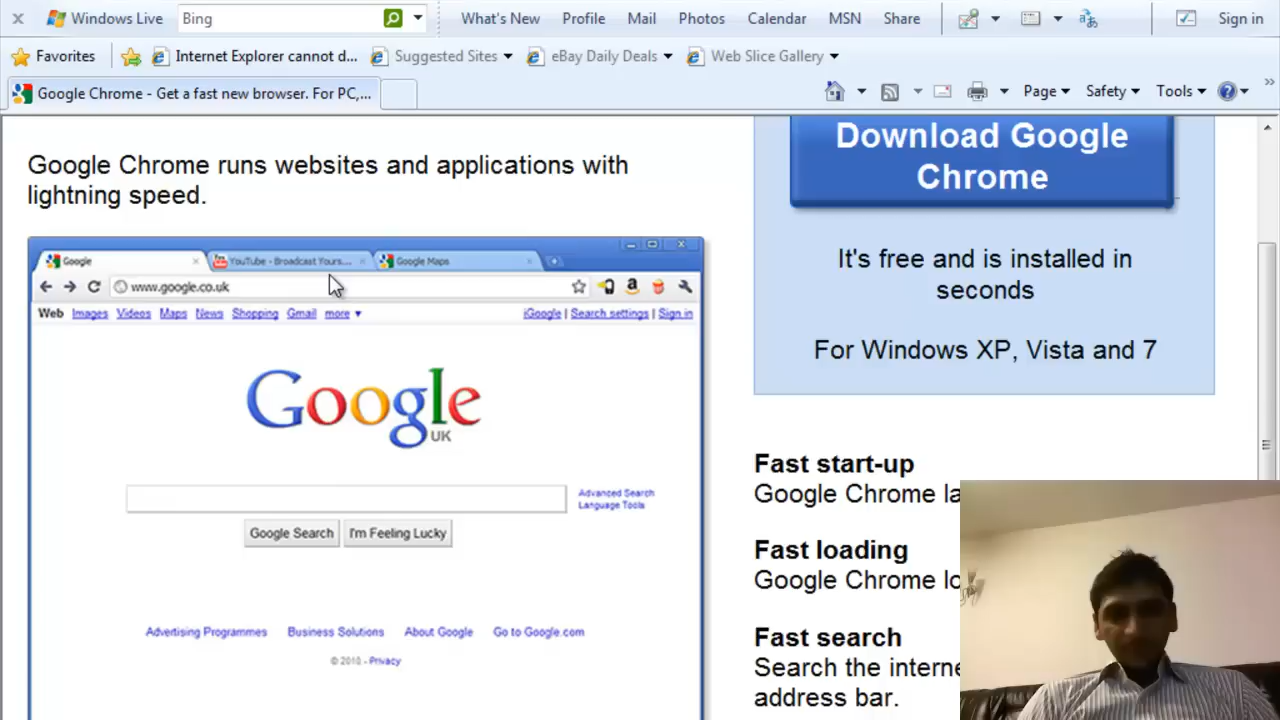 Windows Live
Bing
What's New Profile Mail Photos Calendar MSN Share
Sign in
Favorites
Internet Explorer cannot d...
Suggested Sites
eBay Daily Deals
Web Slice Gallery
Google Chrome - Get a fast new browser. For PC,...
Page Safety Tools
Google Chrome runs websites and applications with
lightning speed.
Google
YouTube - Broadcast Yours...
Google Maps
www.google.co.uk
Web Images Videos Maps News Shopping Gmail more
iGoogle | Search settings | Sign in
Google
UK
Advanced Search
Language Tools
Google Search
I'm Feeling Lucky
Advertising Programmes Business Solutions About Google Go to Google.com
© 2010 - Privacy
Download Google
Chrome
It's free and is installed in
seconds
For Windows XP, Vista and 7
Fast start-up
Google Chrome la
Fast loading
Google Chrome lo
Fast search
Search the interne
address bar.